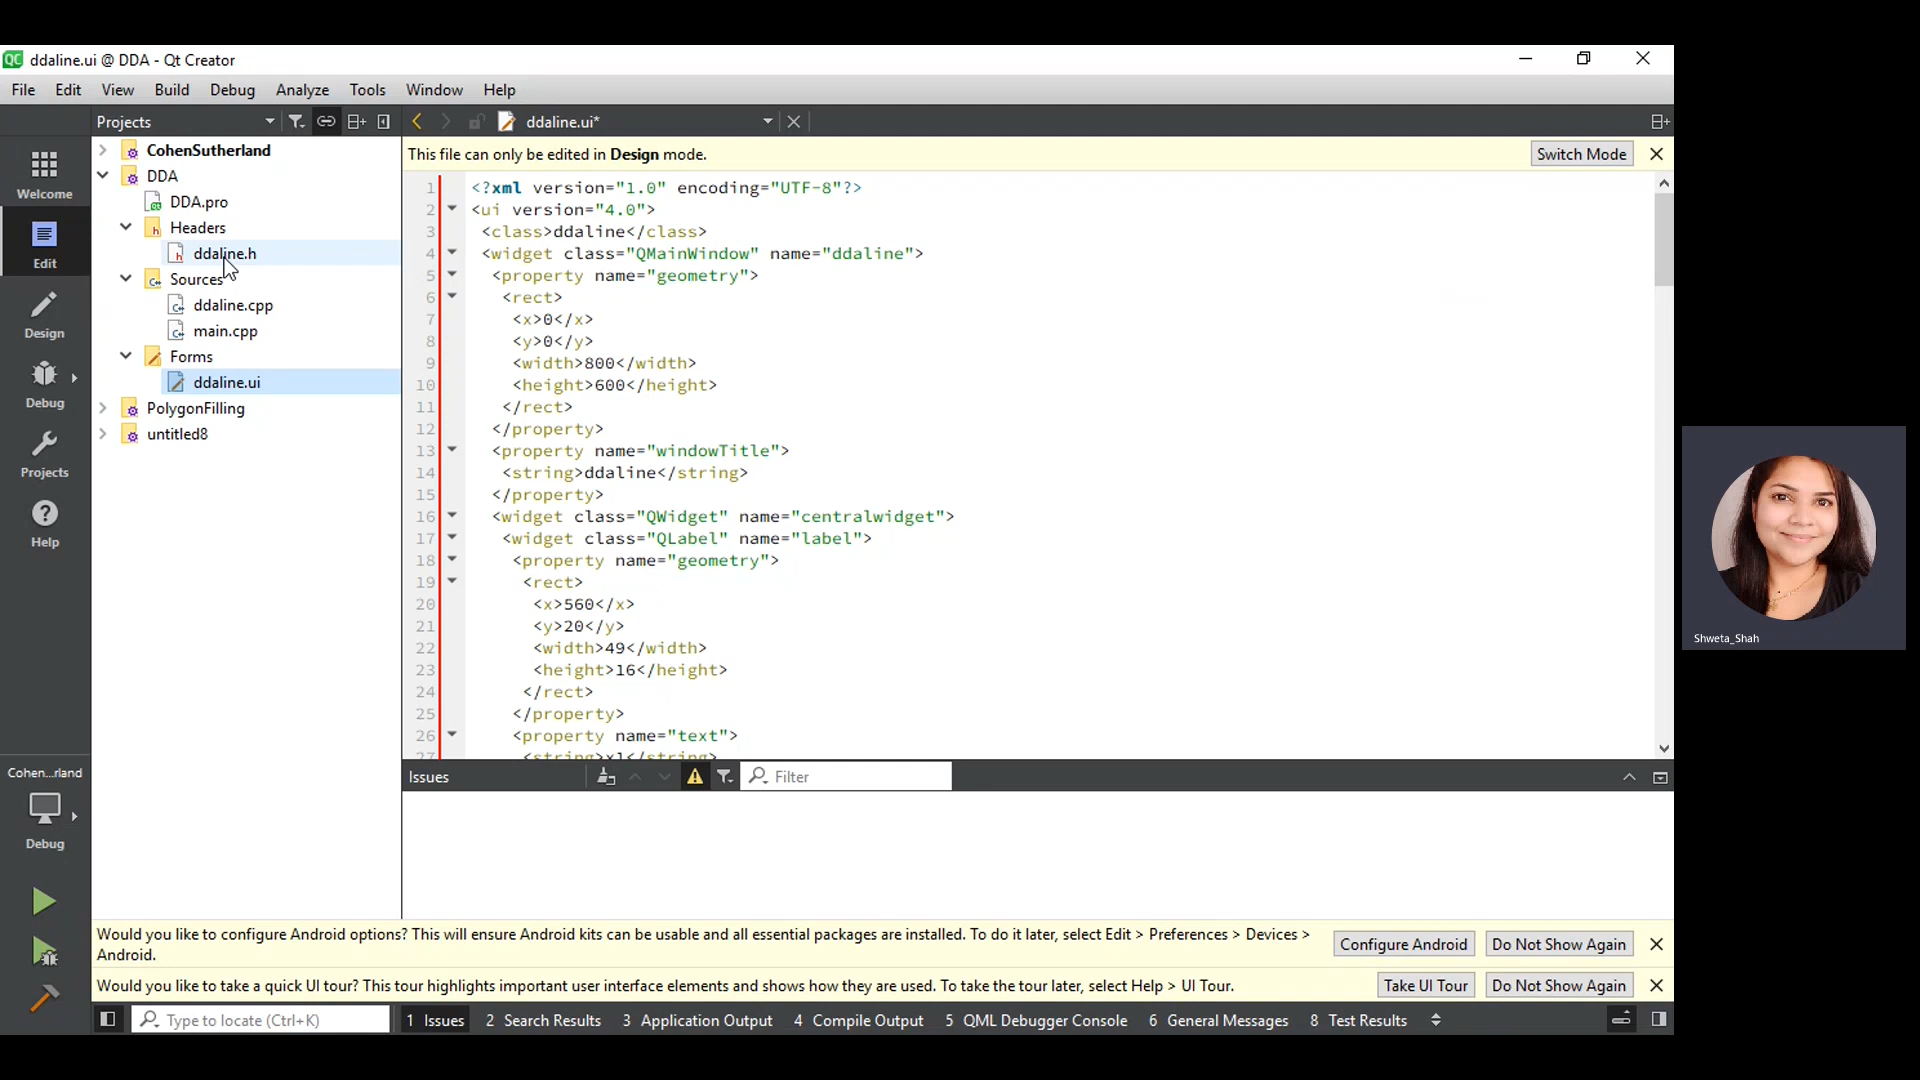 QC ddaline.ui @ DDA - Qt Creator
File Edit View Build Debug Analyze Tools Window Help
Projects
ddaline.ui*
Welcome
Edit
Design
Debug
Projects
Help
Cohen...rland
Debug
CohenSutherland
DDA
DDA.pro
Headers
ddaline.h
Sources
ddaline.cpp
main.cpp
Forms
ddaline.ui
PolygonFilling
untitled8
This file can only be edited in Design mode.
Switch Mode
1 <?xml version="1.0" encoding="UTF-8"?>
2 <ui version="4.0">
3 <class>ddaline</class>
4 <widget class="QMainWindow" name="ddaline">
5 <property name="geometry">
6 <rect>
7 <x>0</x>
8 <y>0</y>
9 <width>800</width>
10 <height>600</height>
11 </rect>
12 </property>
13 <property name="windowTitle">
14 <string>ddaline</string>
15 </property>
16 <widget class="QWidget" name="centralwidget">
17 <widget class="QLabel" name="label">
18 <property name="geometry">
19 <rect>
20 <x>560</x>
21 <y>20</y>
22 <width>49</width>
23 <height>16</height>
24 </rect>
25 </property>
26 <property name="text">
27 <string>x1</string>
Issues
Filter
Would you like to configure Android options? This will ensure Android kits can be usable and all essential packages are installed. To do it later, select Edit > Preferences > Devices >
Android.
Configure Android
Do Not Show Again
Would you like to take a quick UI tour? This tour highlights important user interface elements and shows how they are used. To take the tour later, select Help > UI Tour.
Take UI Tour
Do Not Show Again
Type to locate (Ctrl+K)
1 Issues 2 Search Results 3 Application Output 4 Compile Output 5 QML Debugger Console 6 General Messages 8 Test Results
Shweta_Shah